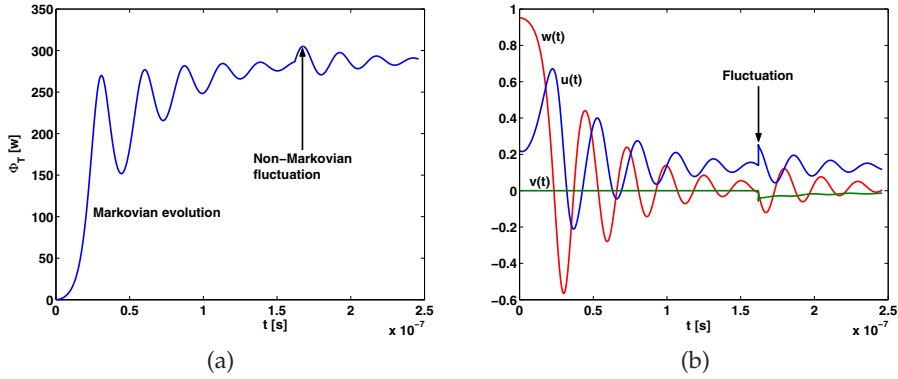 350
300
250
200
150
100
50
0
Φ_T [w]
Non-Markovian
fluctuation
Markovian evolution
0 0.5 1 1.5 2 2.5
t [s]
x 10⁻⁷
(a)
1
0.8
0.6
0.4
0.2
0
−0.2
−0.4
−0.6
w(t)
u(t)
v(t)
Fluctuation
0 0.5 1 1.5 2 2.5
t [s]
x 10⁻⁷
(b)